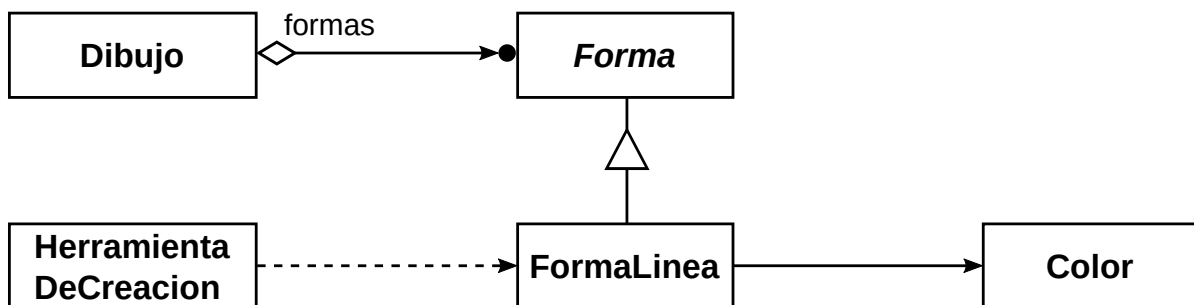 formas
Dibujo
Forma
Herramienta
DeCreacion
FormaLinea
Color